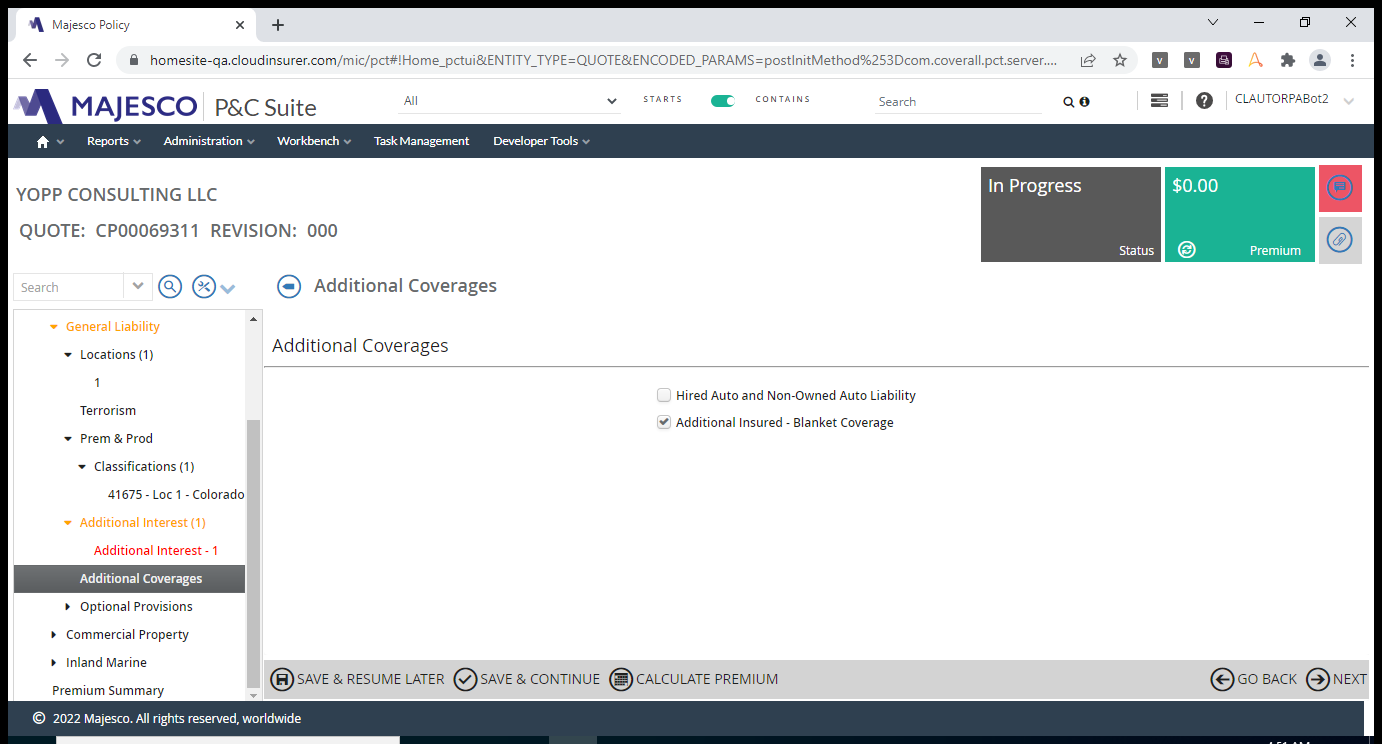 Majesco Policy
homesite-qa.cloudinsurer.com/mic/pct#!Home_pctui&ENTITY_TYPE=QUOTE&ENCODED_PARAMS=postInitMethod%253Dcom.coverall.pct.server....
MAJESCO P&C Suite
All
STARTS
CONTAINS
Search
CLAUTORPABot2
Reports
Administration
Workbench
Task Management
Developer Tools
YOPP CONSULTING LLC
QUOTE: CP00069311 REVISION: 000
In Progress
Status
$0.00
Premium
Search
Additional Coverages
General Liability
Locations (1)
1
Terrorism
Prem & Prod
Classifications (1)
41675 - Loc 1 - Colorado
Additional Interest (1)
Additional Interest - 1
Additional Coverages
Optional Provisions
Commercial Property
Inland Marine
Premium Summary
Additional Coverages
Hired Auto and Non-Owned Auto Liability
Additional Insured - Blanket Coverage
SAVE & RESUME LATER
SAVE & CONTINUE
CALCULATE PREMIUM
GO BACK
NEXT
© 2022 Majesco. All rights reserved, worldwide